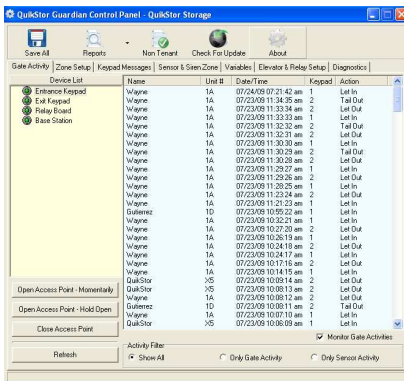 QuikStor Guardian Control Panel - QuikStor Storage
Save All Reports Non Tenant Check For Update About
Gate Activity Zone Setup Keypad Messages Sensor & Siren Zone Variables Elevator & Relay Setup Diagnostics
Device List
Entrance Keypad
Exit Keypad
Relay Board
Base Station
Name Unit # Date/Time Keypad Action
Wayne 1A 07/24/09 07:21:42 am 1 Let In
Wayne 1A 07/23/09 11:34:35 am 2 Tail Out
Wayne 1A 07/23/09 11:33:34 am 2 Let Out
Wayne 1A 07/23/09 11:33:33 am 1 Let In
Wayne 1A 07/23/09 11:32:32 am 2 Tail Out
Wayne 1A 07/23/09 11:32:31 am 2 Let Out
Wayne 1A 07/23/09 11:30:30 am 1 Let In
Wayne 1A 07/23/09 11:30:29 am 2 Tail Out
Wayne 1A 07/23/09 11:30:28 am 2 Let Out
Wayne 1A 07/23/09 11:29:27 am 1 Let In
Wayne 1A 07/23/09 11:29:26 am 2 Let Out
Wayne 1A 07/23/09 11:28:25 am 1 Let In
Wayne 1A 07/23/09 11:23:24 am 2 Let Out
Wayne 1A 07/23/09 11:21:23 am 1 Let In
Gutierrez 1D 07/23/09 10:55:22 am 1 Let In
Wayne 1A 07/23/09 10:32:21 am 1 Let In
Wayne 1A 07/23/09 10:27:20 am 2 Let Out
Wayne 1A 07/23/09 10:26:19 am 1 Let In
Wayne 1A 07/23/09 10:24:18 am 2 Let Out
Wayne 1A 07/23/09 10:24:17 am 1 Let In
Wayne 1A 07/23/09 10:17:16 am 2 Let Out
Wayne 1A 07/23/09 10:14:15 am 1 Let In
QuikStor X5 07/23/09 10:09:14 am 2 Let Out
QuikStor X5 07/23/09 10:08:13 am 2 Let Out
Wayne 1A 07/23/09 10:08:12 am 2 Let Out
Gutierrez 1D 07/23/09 10:08:11 am 2 Tail Out
Wayne 1A 07/23/09 10:07:10 am 1 Let In
QuikStor X5 07/23/09 10:06:09 am 1 Let In
Open Access Point - Momentarily
Open Access Point - Hold Open
Close Access Point
Refresh
Monitor Gate Activities
Activity Filter
Show All Only Gate Activity Only Sensor Activity